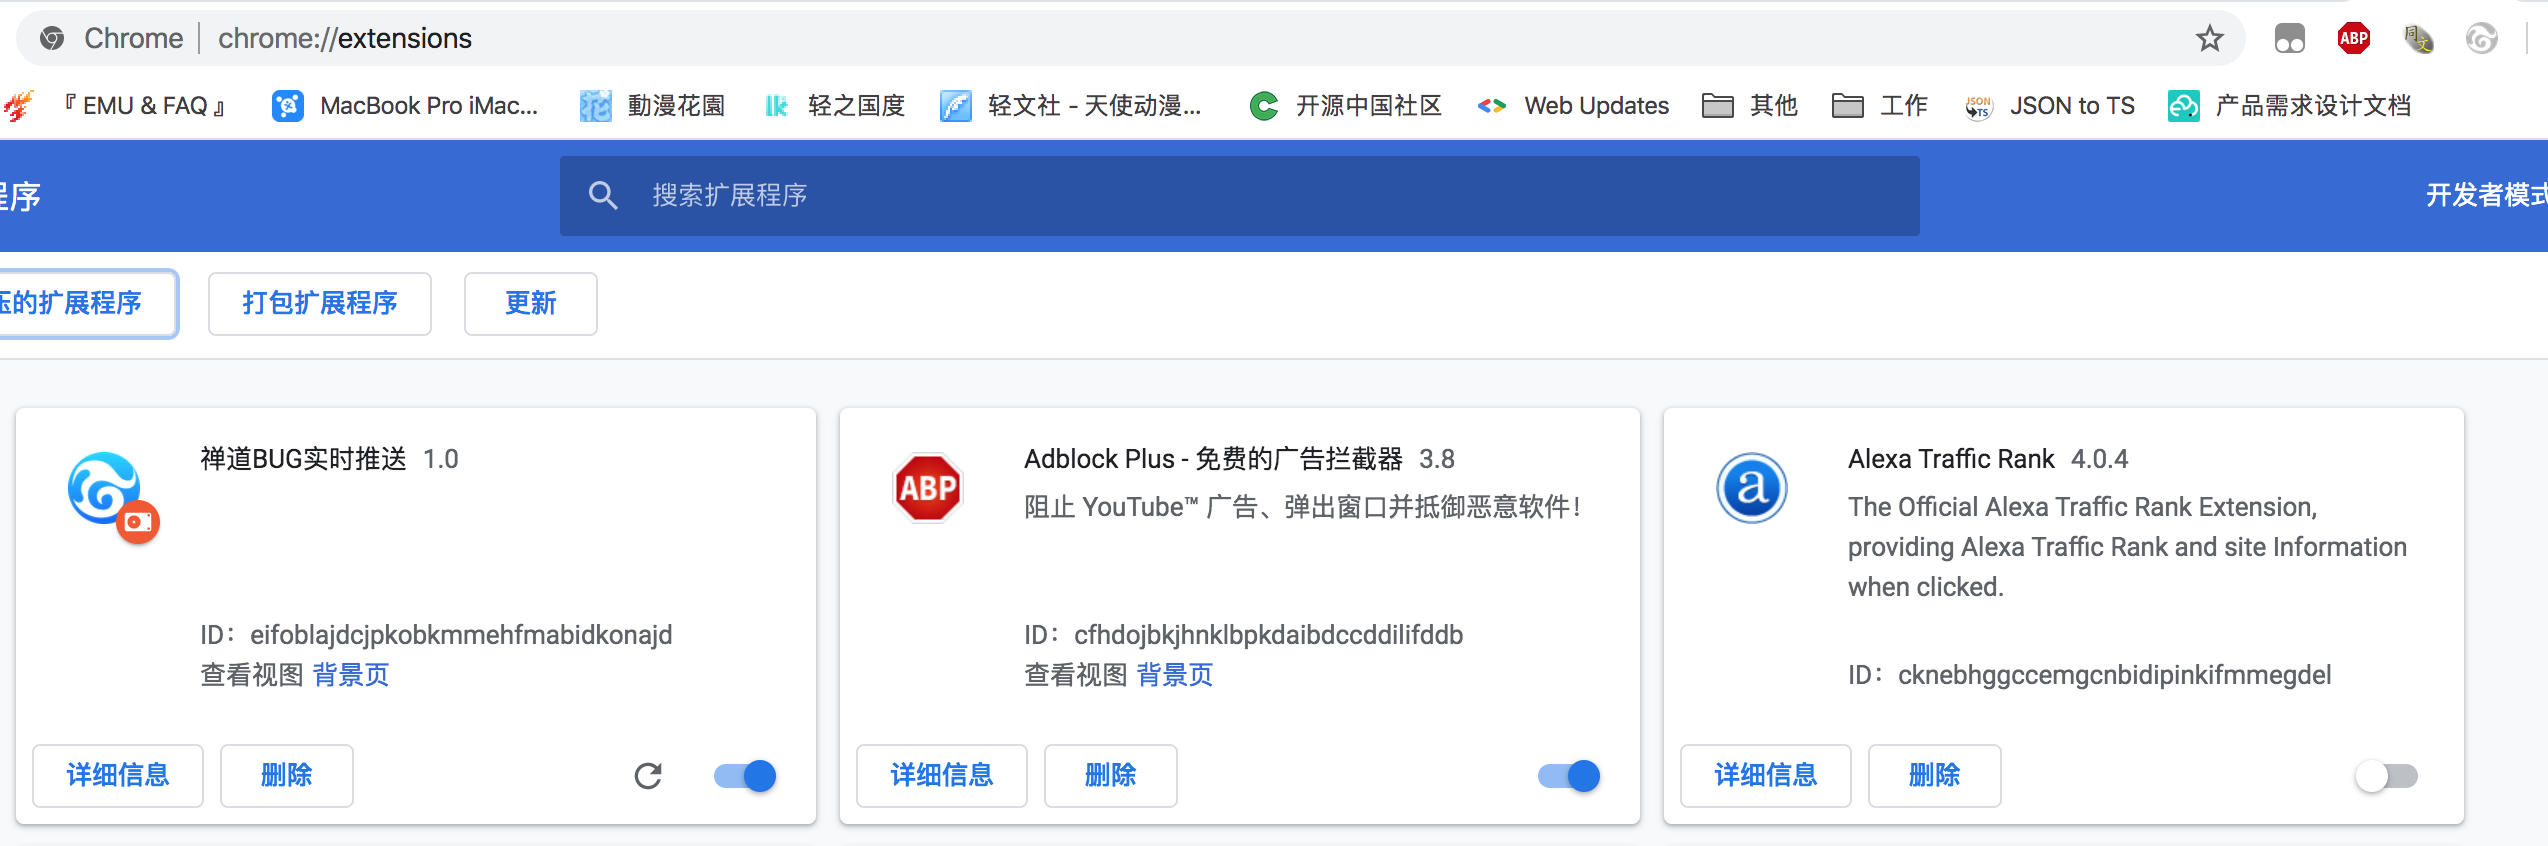 Chrome chrome://extensions
ABP 同文
『 EMU & FAQ 』 MacBook Pro iMac... 動漫花園 轻之国度 轻文社 - 天使动漫... 开源中国社区 Web Updates 其他 工作 JSON to TS 产品需求设计文档
程序 搜索扩展程序 开发者模式
压的扩展程序 打包扩展程序 更新
禅道BUG实时推送 1.0
ID：eifoblajdcjpkobkmmehfmabidkonajd
查看视图 背景页
详细信息 删除
ABP
Adblock Plus - 免费的广告拦截器 3.8
阻止 YouTube™ 广告、弹出窗口并抵御恶意软件！
ID：cfhdojbkjhnklbpkdaibdccddilifddb
查看视图 背景页
详细信息 删除
a
Alexa Traffic Rank 4.0.4
The Official Alexa Traffic Rank Extension,
providing Alexa Traffic Rank and site Information
when clicked.
ID：cknebhggccemgcnbidipinkifmmegdel
详细信息 删除